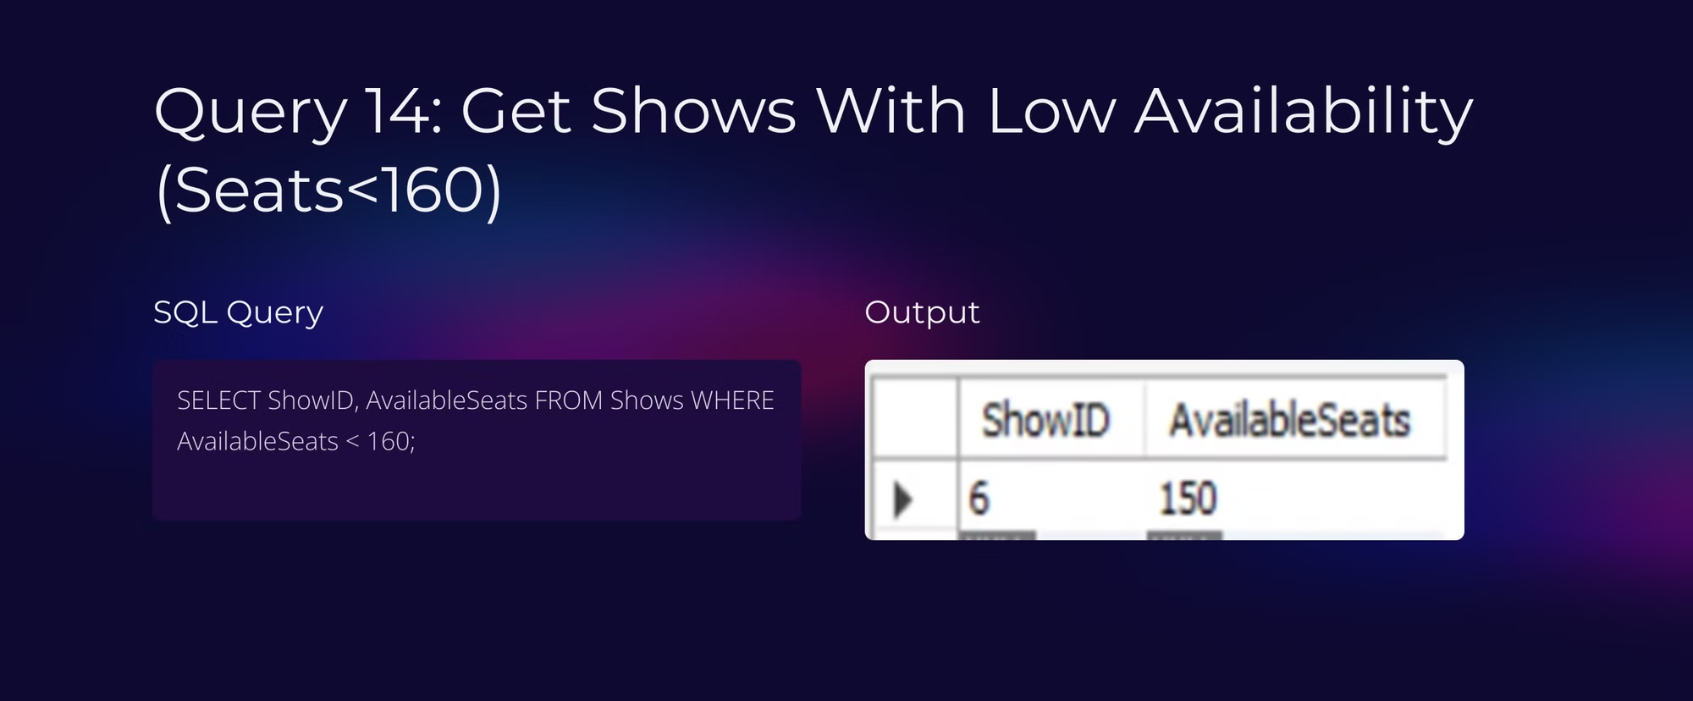 Query 14: Get Shows With Low Availability
(Seats<160)
SQL Query
SELECT ShowID, AvailableSeats FROM Shows WHERE
AvailableSeats < 160;
Output
ShowID AvailableSeats
6 150